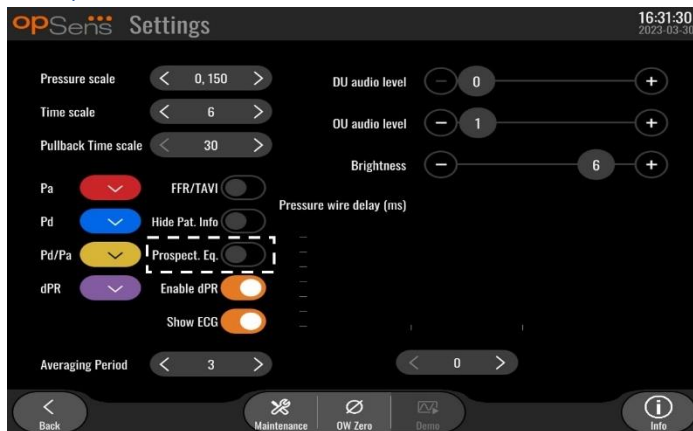 opSens Settings
16:31:30
2023-03-30
Pressure scale < 0, 150 >
DU audio level − 0 +
Time scale < 6 >
OU audio level − 1 +
Pullback Time scale < 30 >
Brightness − 6 +
Pa
FFR/TAVI
Pressure wire delay (ms)
Pd
Hide Pat. Info
Pd/Pa
Prospect. Eq.
dPR
Enable dPR
Show ECG
Averaging Period < 3 >
< 0 >
Back
Maintenance
OW Zero
Demo
Info